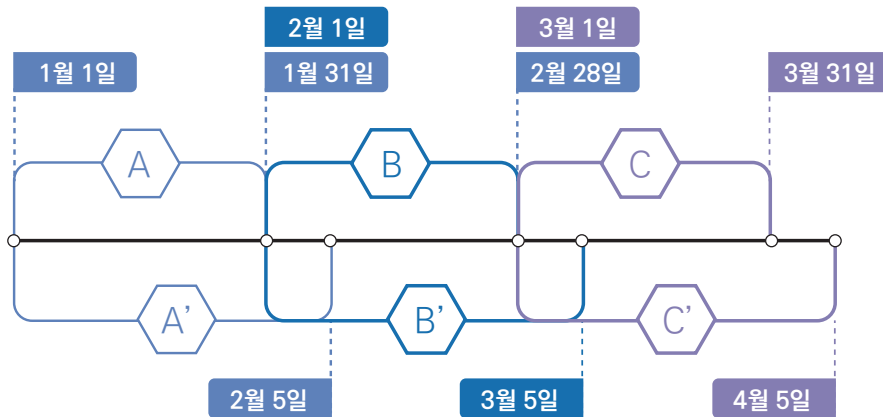 2월 1일
3월 1일
1월 1일
1월 31일
2월 28일
3월 31일
A
B
C
A’
B’
C’
2월 5일
3월 5일
4월 5일